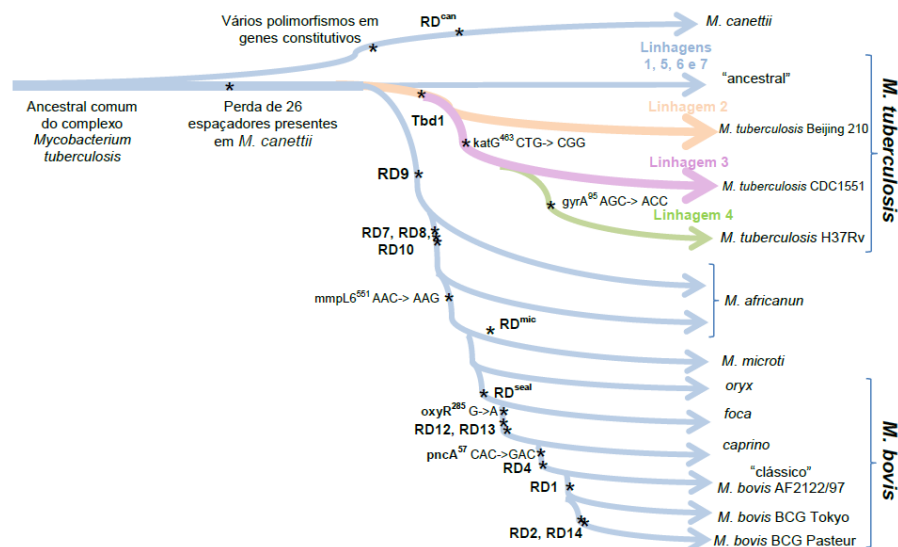 Vários polimorfismos em
genes constitutivos
RDcan
M. canettii
Linhagens
1, 5, 6 e 7
“ancestral”
Ancestral comum
do complexo
Mycobacterium
tuberculosis
Perda de 26
espaçadores presentes
em M. canettii
Tbd1
Linhagem 2
M. tuberculosis Beijing 210
katG463 CTG-> CGG
Linhagem 3
M. tuberculosis CDC1551
RD9
gyrA95 AGC-> ACC
Linhagem 4
M. tuberculosis H37Rv
M. tuberculosis
RD7, RD8,
RD10
mmpL6551 AAC-> AAG
M. africanun
RDmic
M. microti
RDseal
oryx
oxyR285 G->A
foca
RD12, RD13
caprino
pncA57 CAC->GAC
RD4
“clássico”
M. bovis AF2122/97
RD1
M. bovis BCG Tokyo
RD2, RD14
M. bovis BCG Pasteur
M. bovis